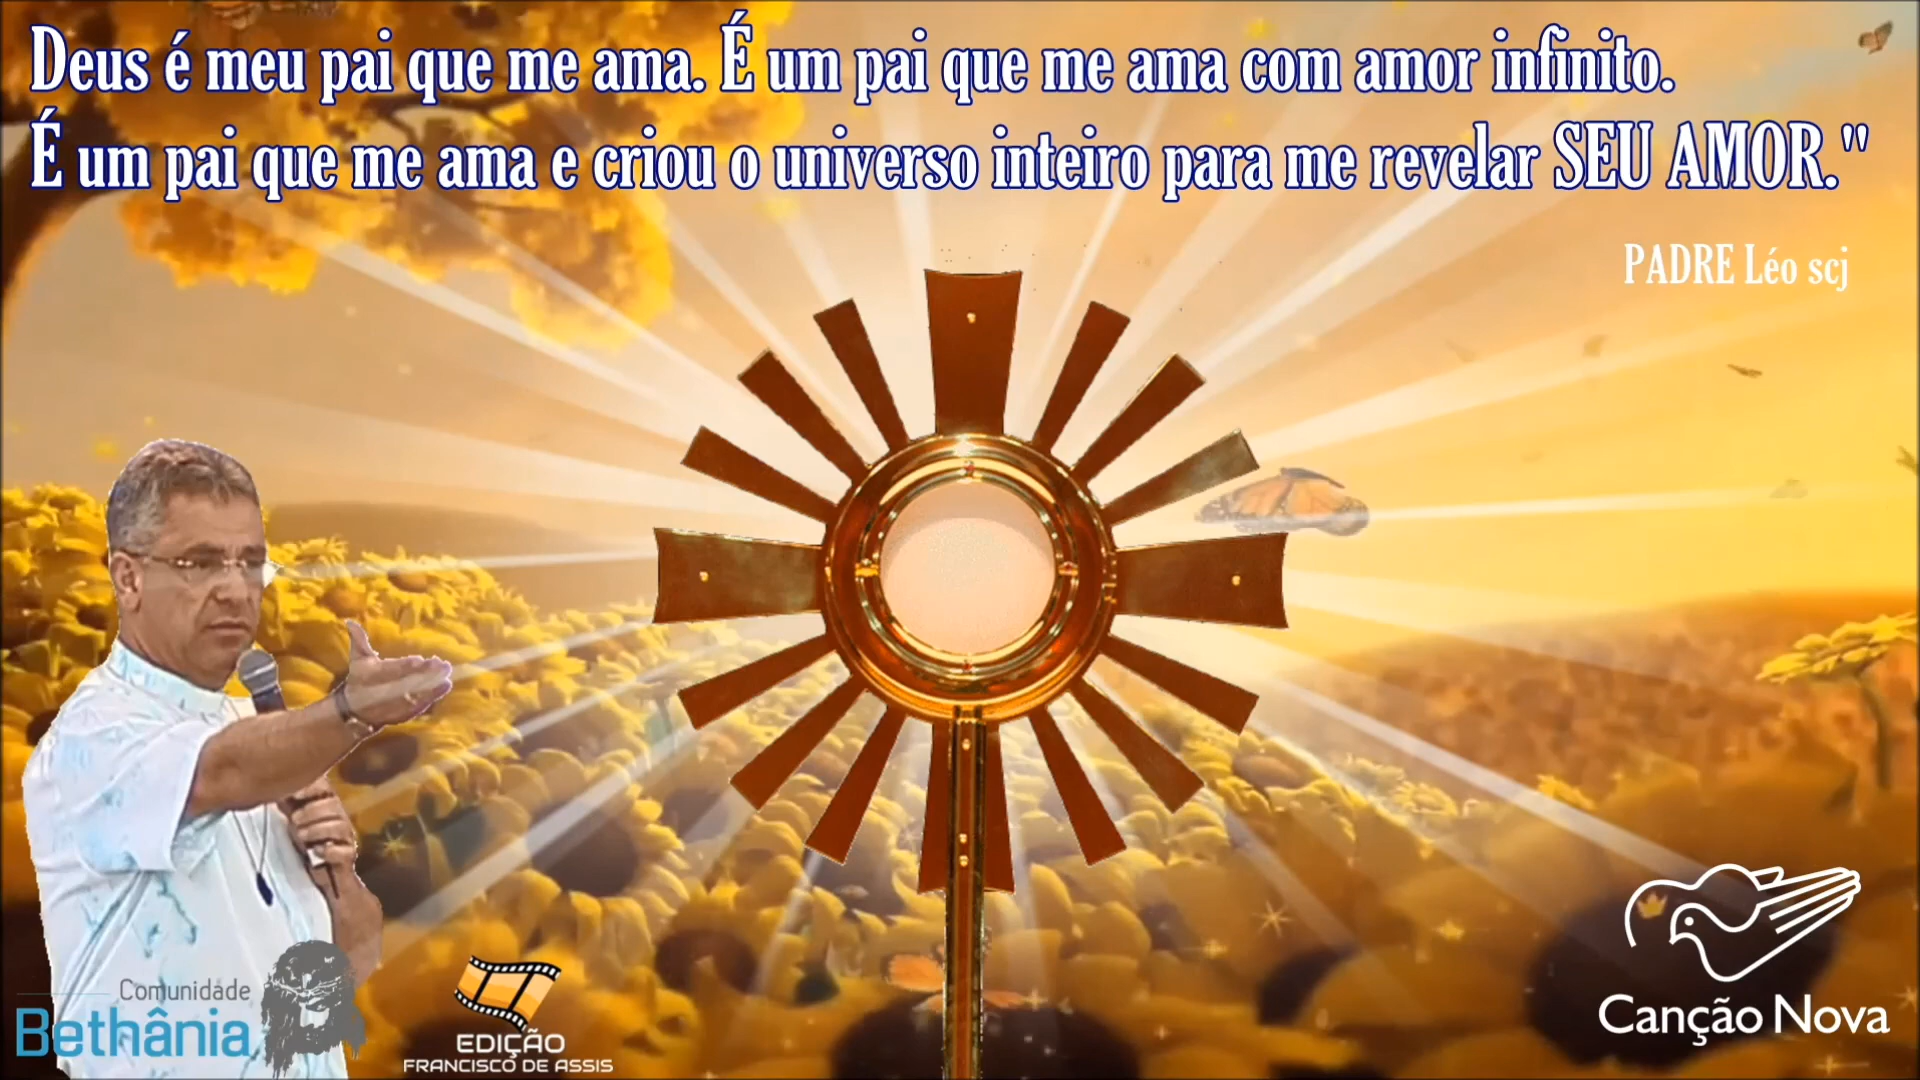 Deus é meu pai que me ama. É um pai que me ama com amor infinito.
É um pai que me ama e criou o universo inteiro para me revelar SEU AMOR."
PADRE Léo scj
Comunidade
Bethânia
EDIÇÃO
FRANCISCO DE ASSIS
Canção Nova